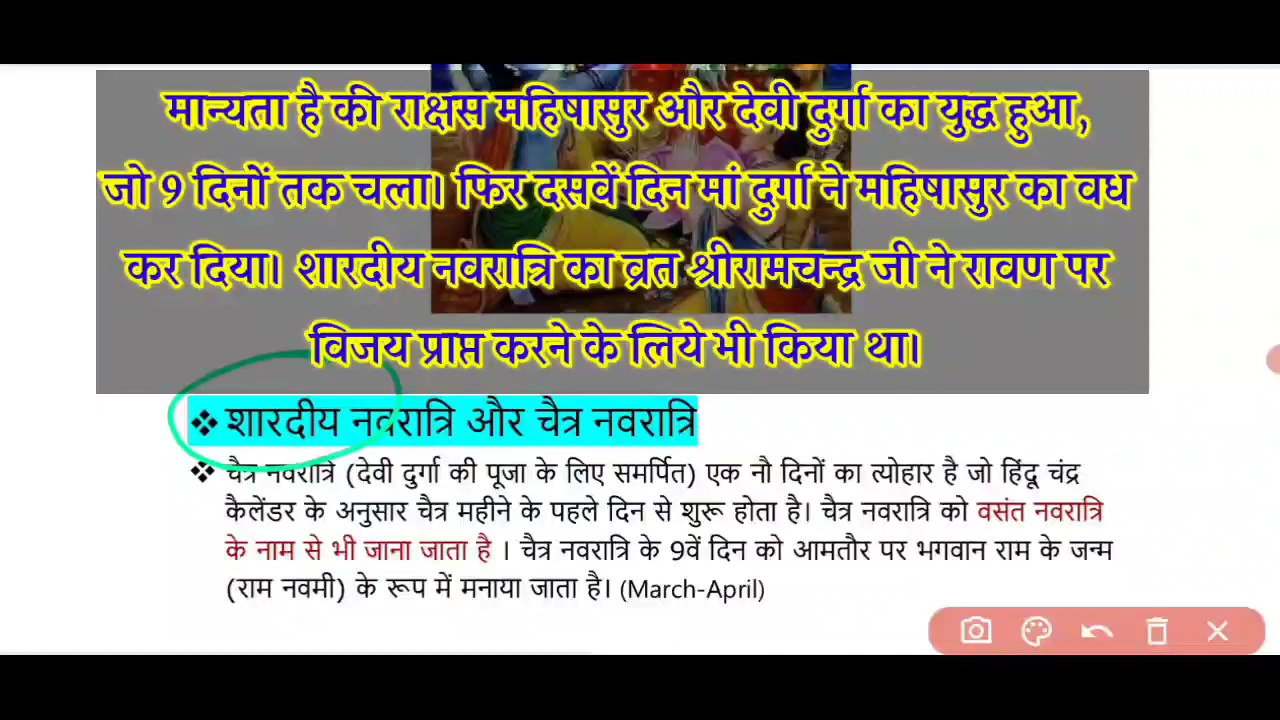 मान्यता है की राक्षस महिषासुर और देवी दुर्गा का युद्ध हुआ,
जो 9 दिनों तक चला। फिर दसवें दिन मां दुर्गा ने महिषासुर का वध
कर दिया। शारदीय नवरात्रि का व्रत श्रीरामचन्द्र जी ने रावण पर
विजय प्राप्त करने के लिये भी किया था।
❖ शारदीय नवरात्रि और चैत्र नवरात्रि
❖ चैत्र नवरात्रि (देवी दुर्गा की पूजा के लिए समर्पित) एक नौ दिनों का त्योहार है जो हिंदू चंद्र
कैलेंडर के अनुसार चैत्र महीने के पहले दिन से शुरू होता है। चैत्र नवरात्रि को वसंत नवरात्रि
के नाम से भी जाना जाता है । चैत्र नवरात्रि के 9वें दिन को आमतौर पर भगवान राम के जन्म
(राम नवमी) के रूप में मनाया जाता है। (March-April)